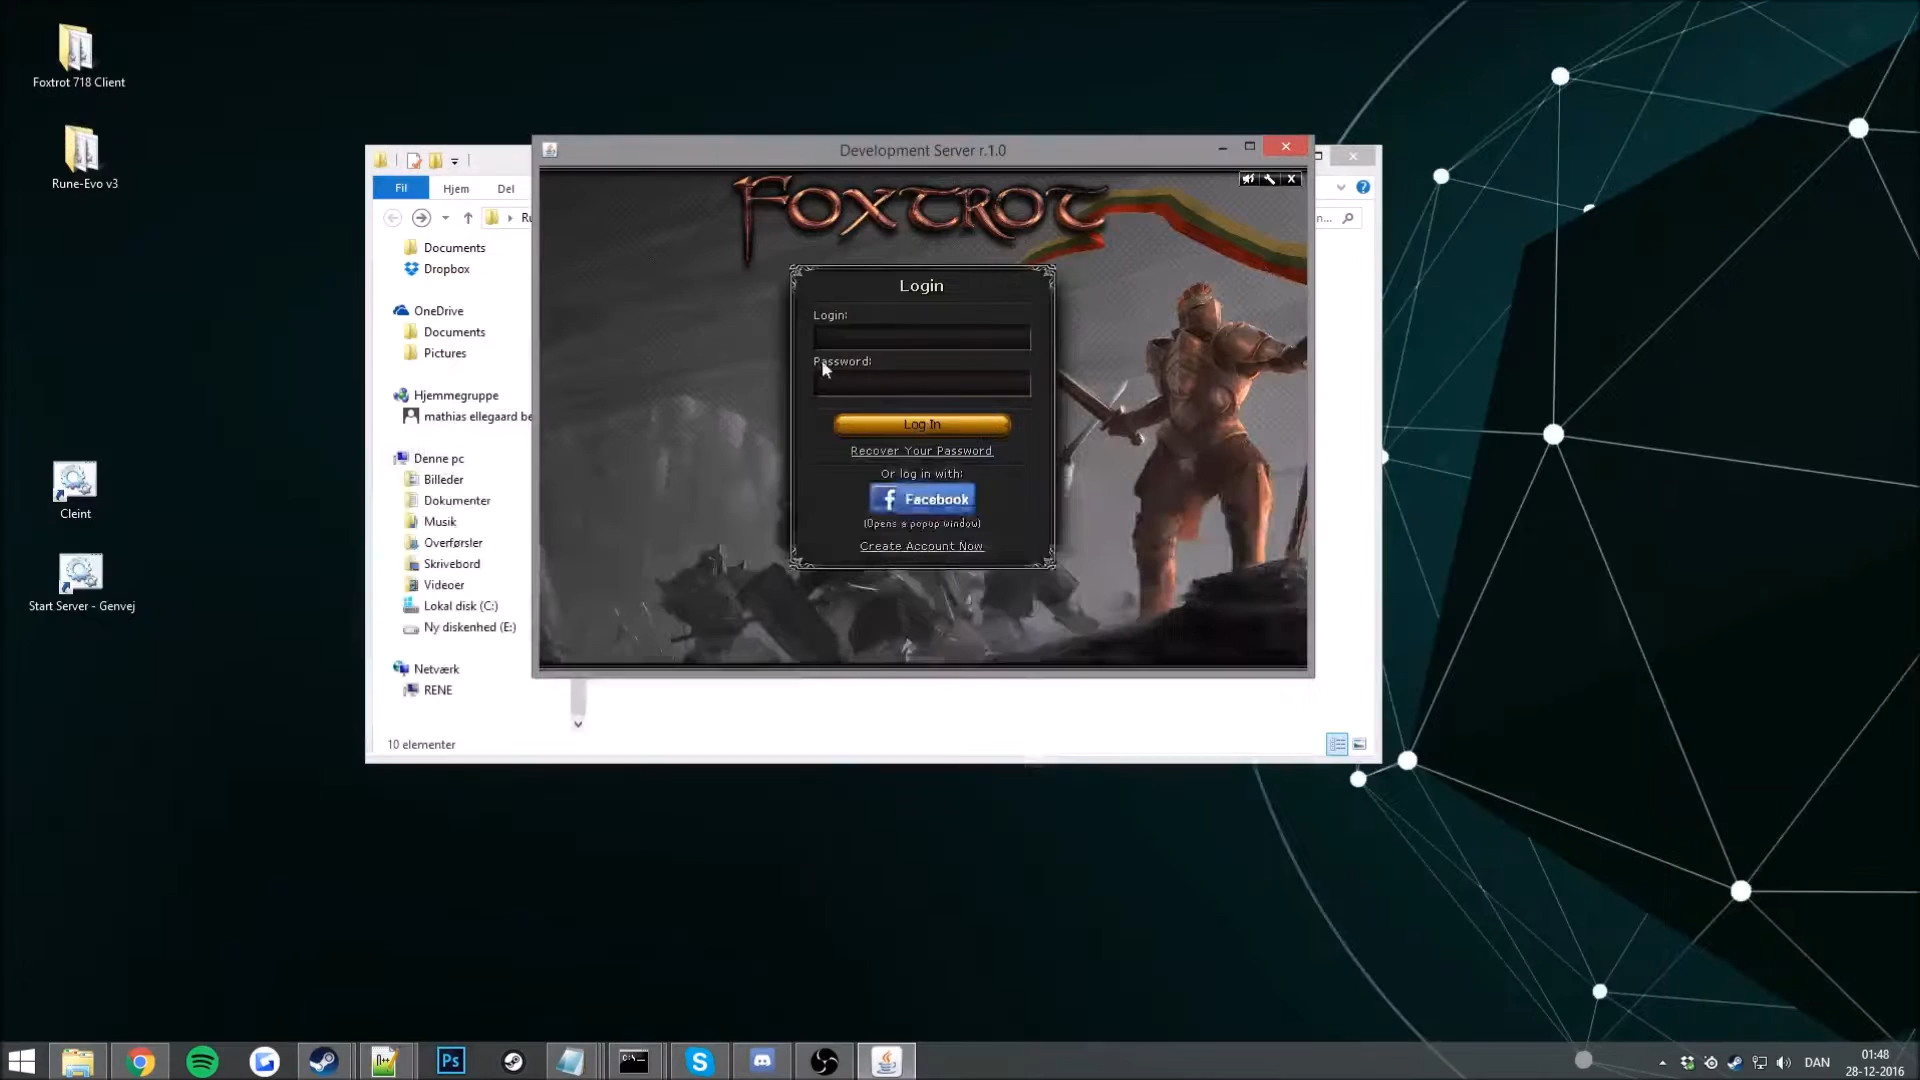 Foxtrot 718 Client
Rune-Evo v3
Cleint
Start Server - Genvej
Fil
Hjem
Del
Documents
Dropbox
OneDrive
Documents
Pictures
Hjemmegruppe
mathias ellegaard be
Denne pc
Billeder
Dokumenter
Musik
Overførsler
Skrivebord
Videoer
Lokal disk (C:)
Ny diskenhed (E:)
Netværk
RENE
10 elementer
Development Server r.1.0
FOXTROT
Login
Login:
Password:
Log In
Recover Your Password
Or log in with:
f Facebook
(Opens a popup window)
Create Account Now
Ps
DAN
01:48
28-12-2016